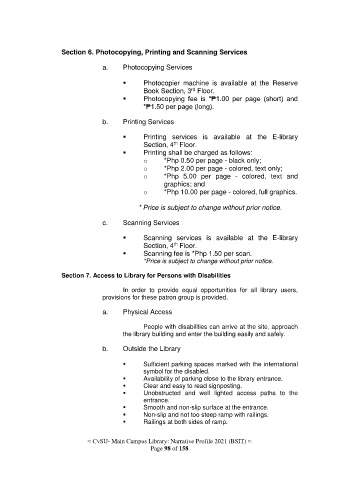 Section 6. Photocopying, Printing and Scanning Services
a. Photocopying Services
▪ Photocopier machine is available at the Reserve
Book Section, 3rd Floor.
▪ Photocopying fee is *₱1.00 per page (short) and
*₱1.50 per page (long).
b. Printing Services
▪ Printing services is available at the E-library
Section, 4th Floor.
▪ Printing shall be charged as follows:
o *Php 0.50 per page - black only;
o *Php 2.00 per page - colored, text only;
o *Php 5.00 per page - colored, text and
graphics; and
o *Php 10.00 per page - colored, full graphics.
* Price is subject to change without prior notice.
c. Scanning Services
▪ Scanning services is available at the E-library
Section, 4th Floor.
▪ Scanning fee is *Php 1.50 per scan.
*Price is subject to change without prior notice.
Section 7. Access to Library for Persons with Disabilities
In order to provide equal opportunities for all library users,
provisions for these patron group is provided.
a. Physical Access
People with disabilities can arrive at the site, approach
the library building and enter the building easily and safely.
b. Outside the Library
▪ Sufficient parking spaces marked with the international
symbol for the disabled.
▪ Availability of parking close to the library entrance.
▪ Clear and easy to read signposting.
▪ Unobstructed and well lighted access paths to the
entrance.
▪ Smooth and non-slip surface at the entrance.
▪ Non-slip and not too steep ramp with railings.
▪ Railings at both sides of ramp.
≈ CvSU- Main Campus Library: Narrative Profile 2021 (BSIT) ≈
Page 98 of 158